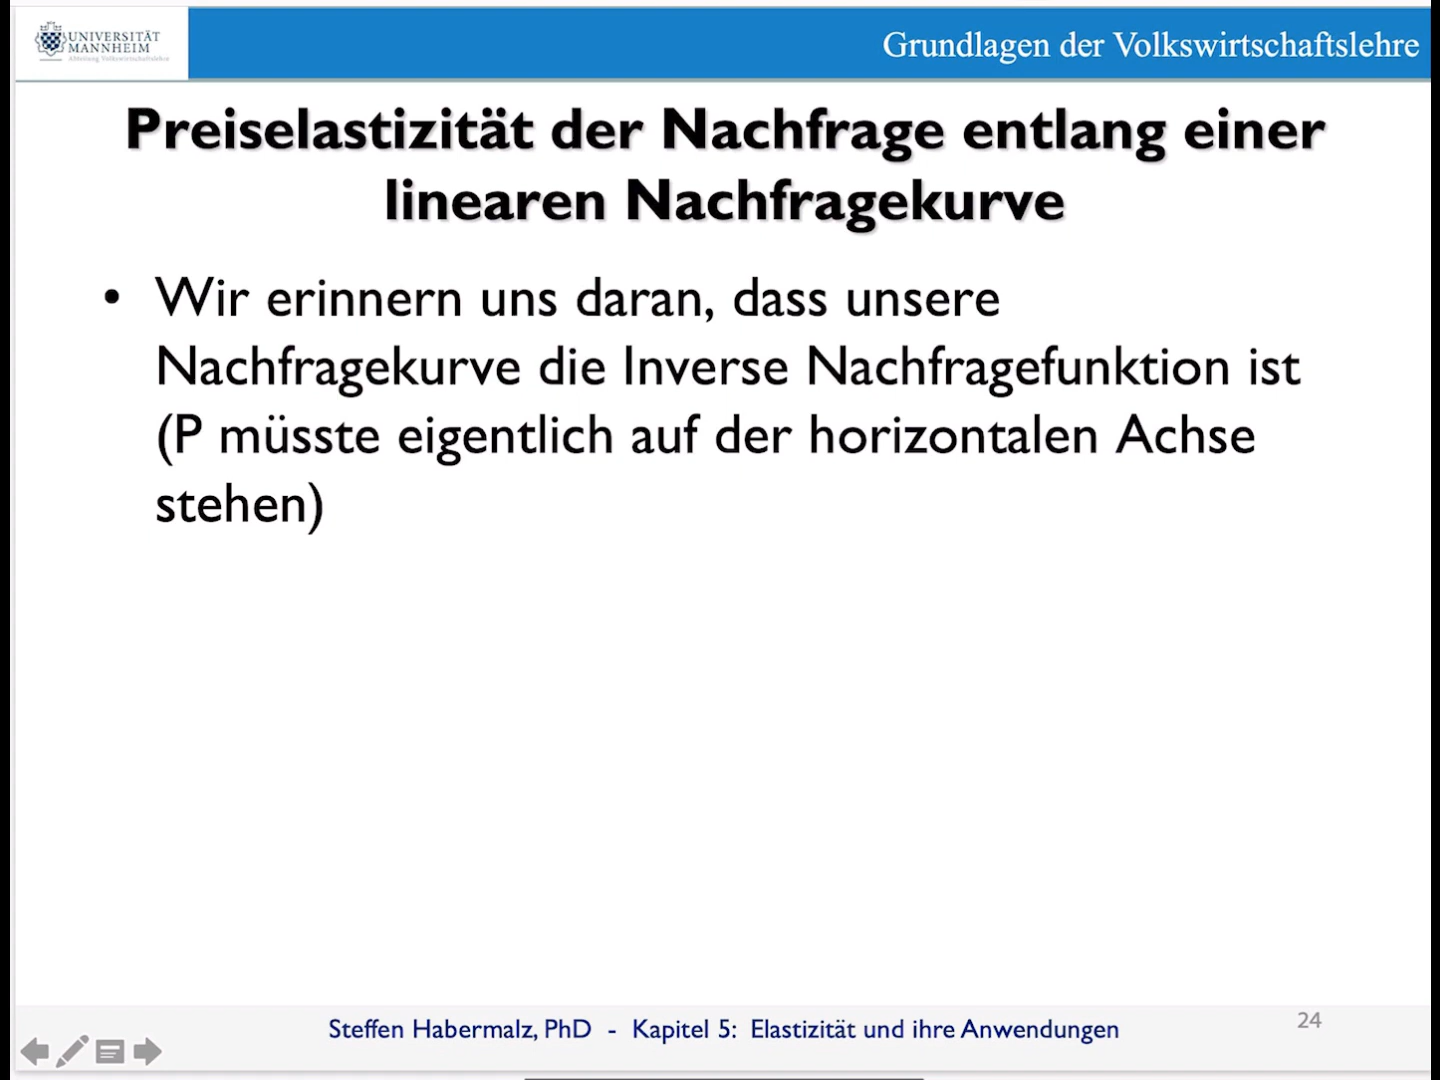 UNIVERSITÄT
MANNHEIM
Abteilung Volkswirtschaftslehre
Grundlagen der Volkswirtschaftslehre
Preiselastizität der Nachfrage entlang einer
linearen Nachfragekurve
• Wir erinnern uns daran, dass unsere
Nachfragekurve die Inverse Nachfragefunktion ist
(P müsste eigentlich auf der horizontalen Achse
stehen)
Steffen Habermalz, PhD - Kapitel 5: Elastizität und ihre Anwendungen
24